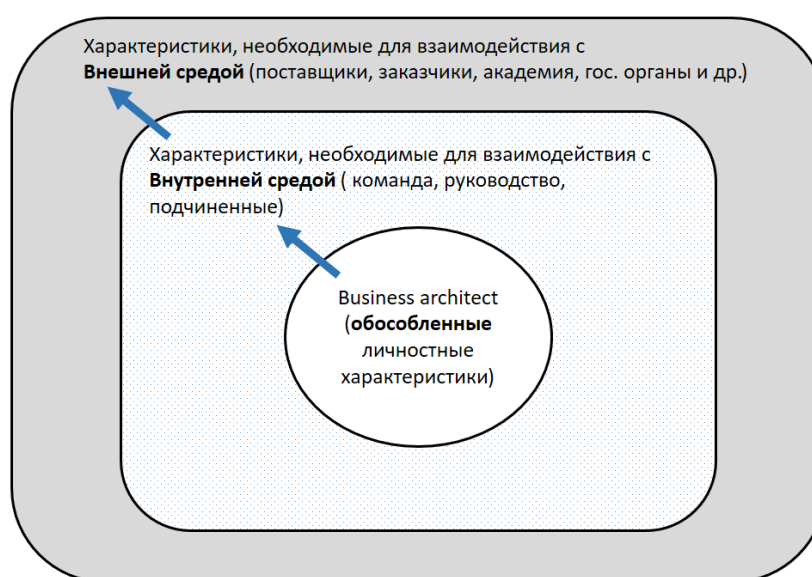 Характеристики, необходимые для взаимодействия с
Внешней средой (поставщики, заказчики, академия, гос. органы и др.)
Характеристики, необходимые для взаимодействия с
Внутренней средой ( команда, руководство,
подчиненные)
Business architect
(обособленные
личностные
характеристики)